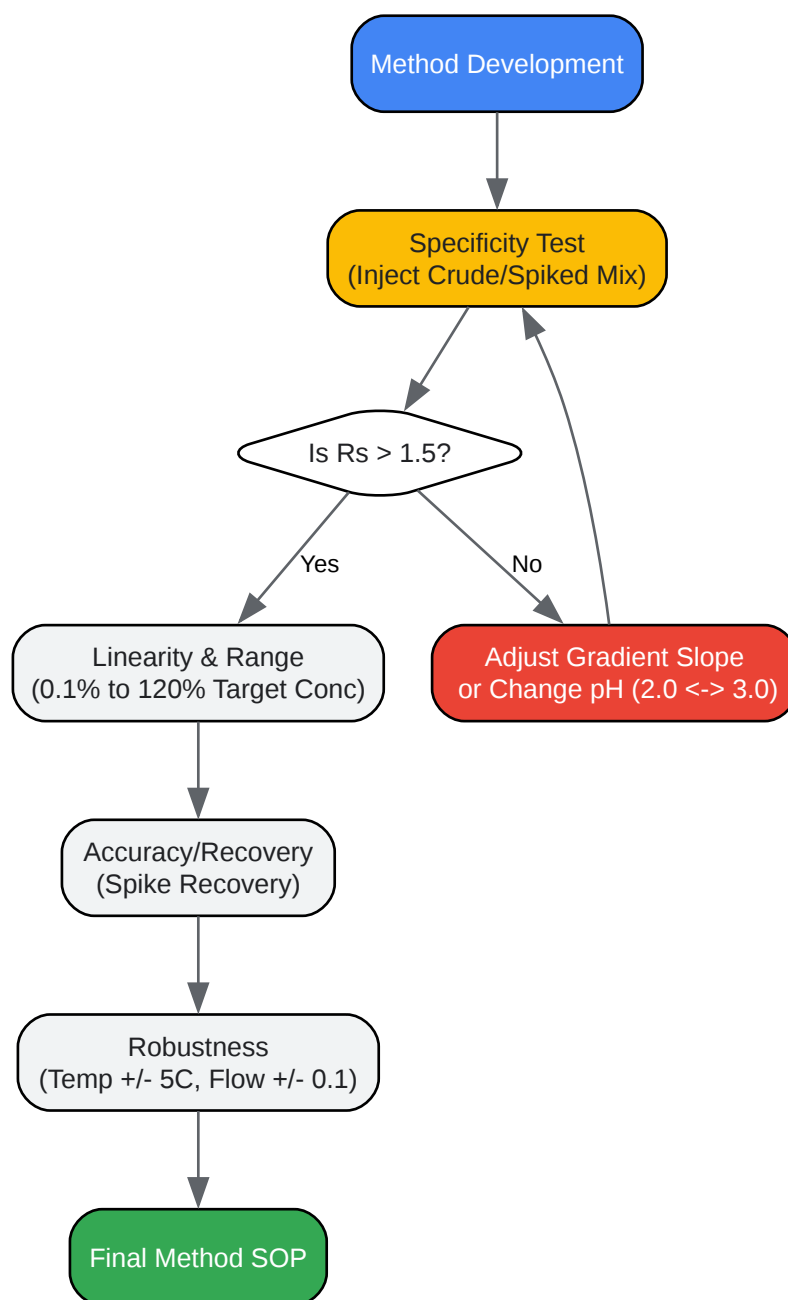 Method Development
Specificity Test
(Inject Crude/Spiked Mix)
Is Rs > 1.5?
Yes
No
Linearity & Range
(0.1% to 120% Target Conc)
Adjust Gradient Slope
or Change pH (2.0 <-> 3.0)
Accuracy/Recovery
(Spike Recovery)
Robustness
(Temp +/- 5C, Flow +/- 0.1)
Final Method SOP